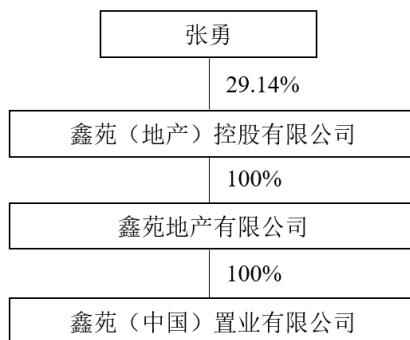 张勇
29.14%
鑫苑（地产）控股有限公司
100%
鑫苑地产有限公司
100%
鑫苑（中国）置业有限公司